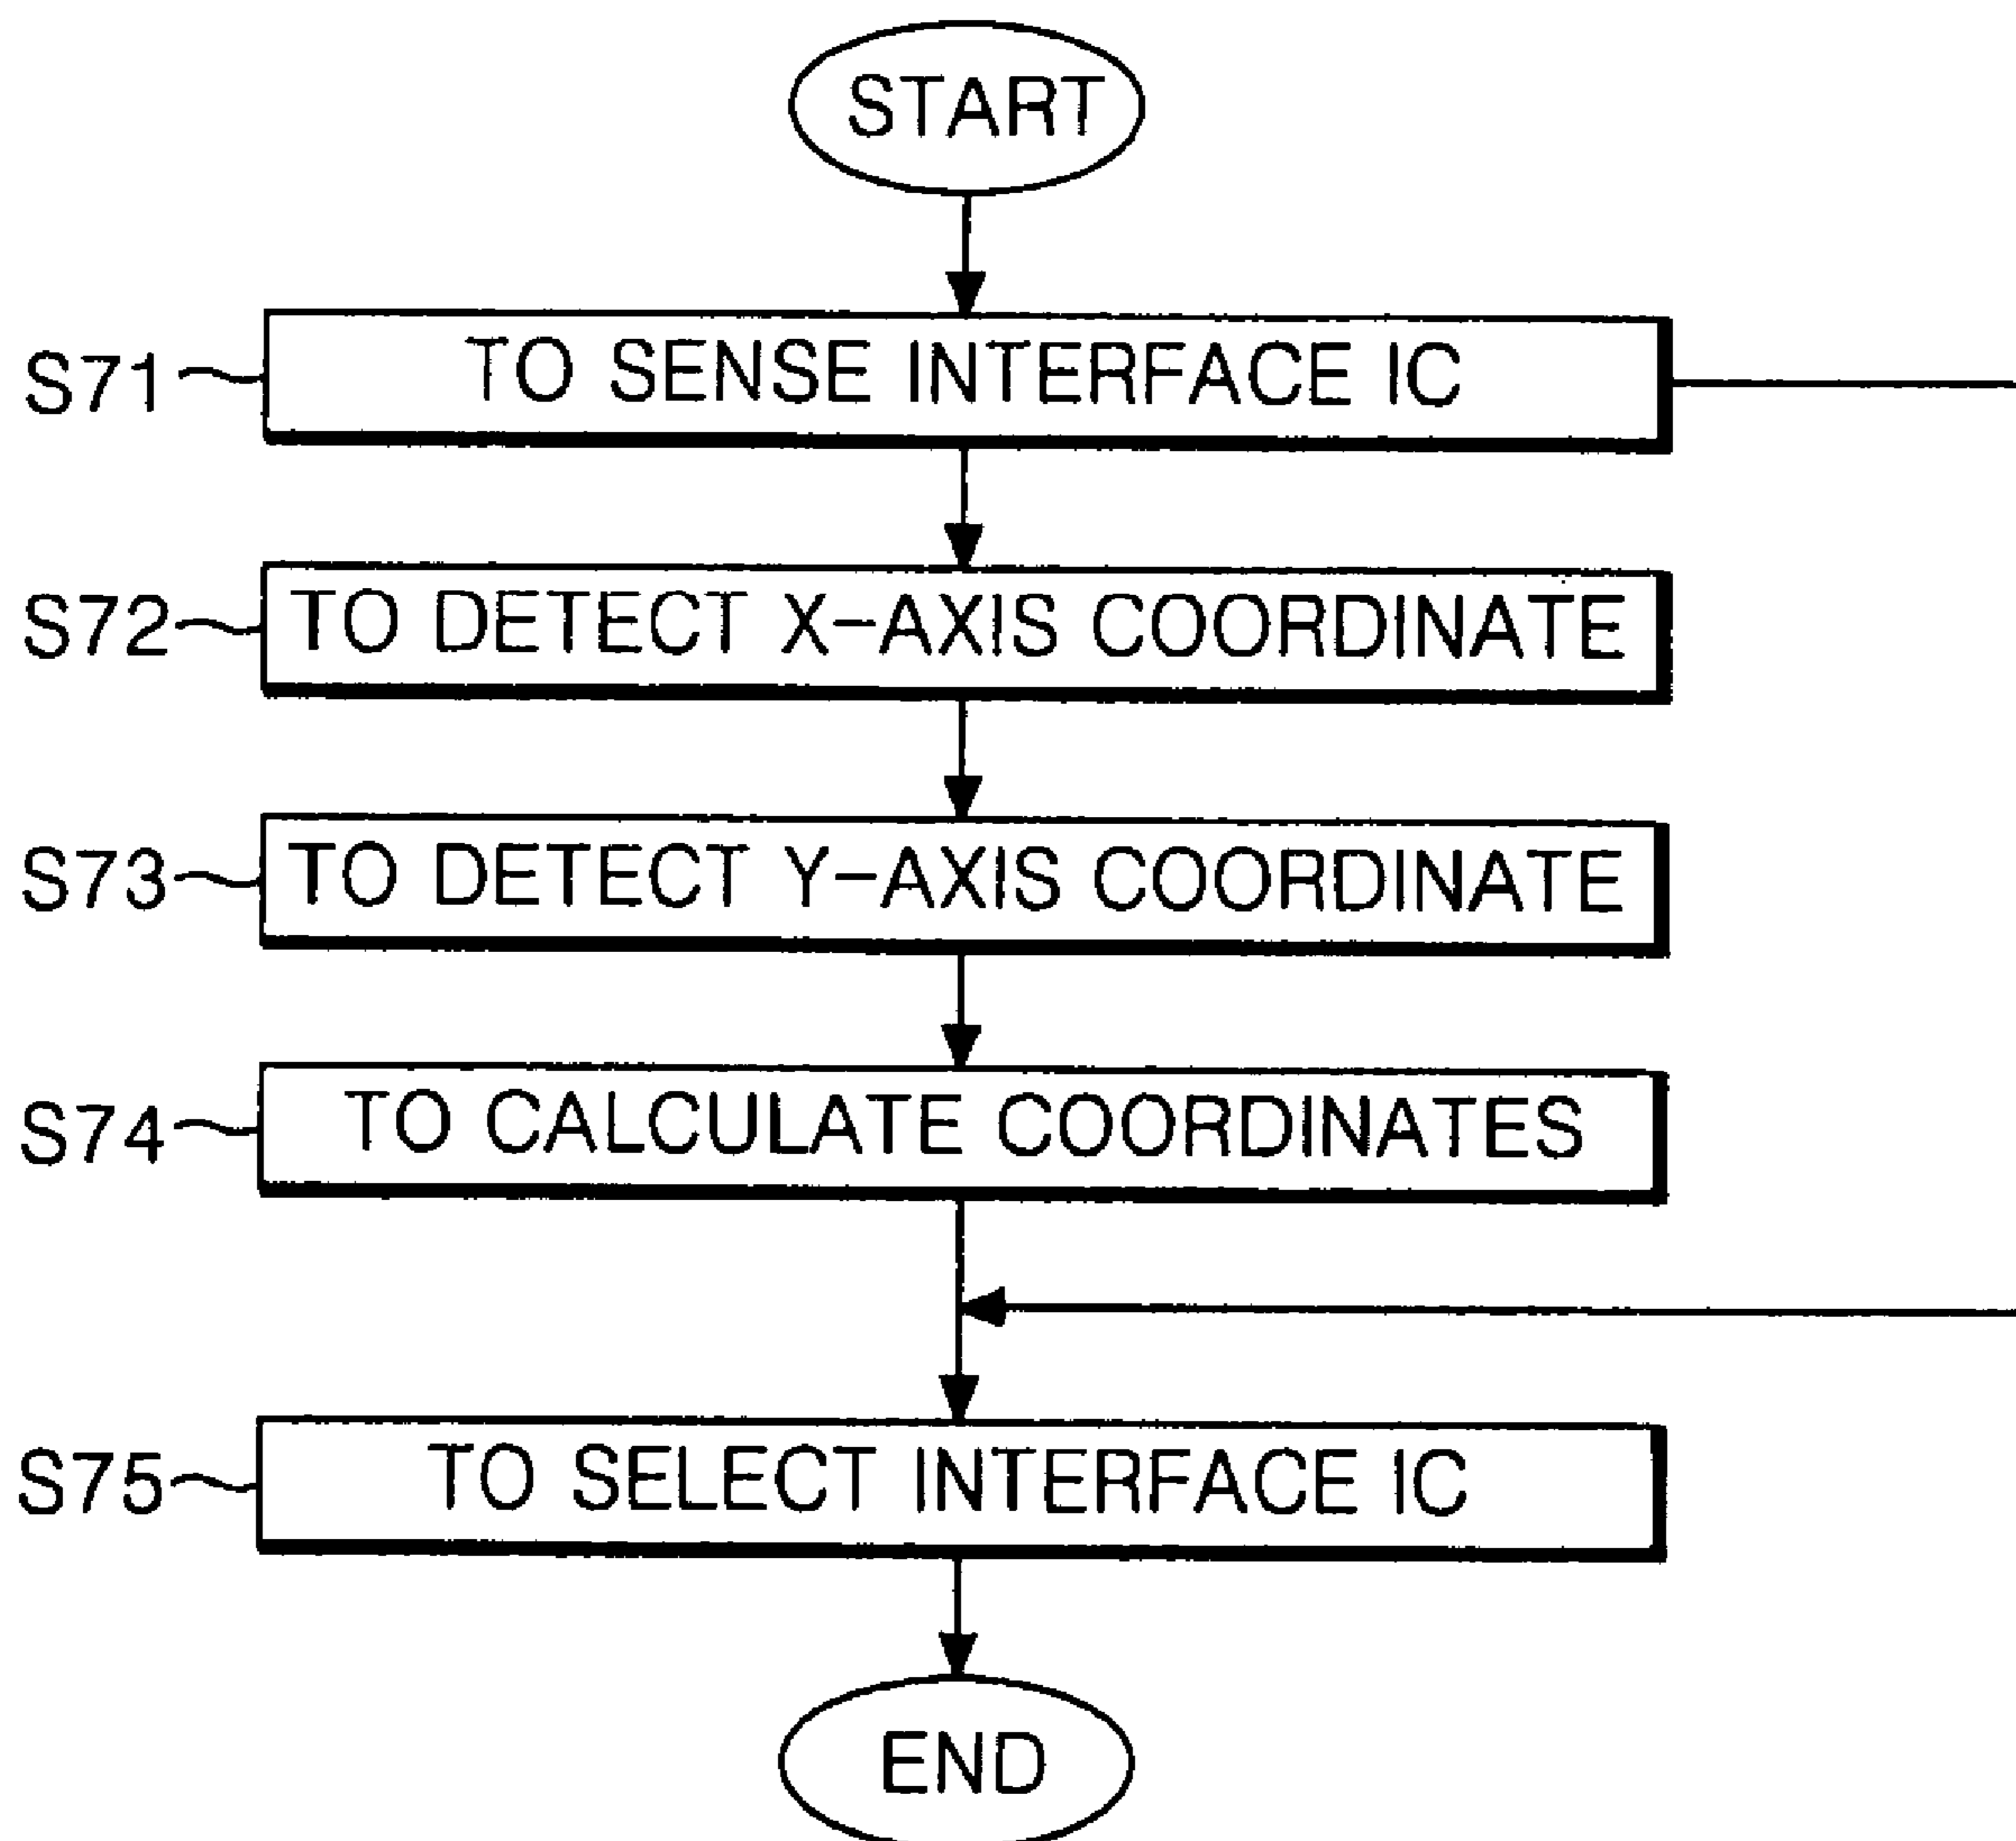 START
S71 TO SENSE INTERFACE IC
S72 TO DETECT X-AXIS COORDINATE
S73 TO DETECT Y-AXIS COORDINATE
S74 TO CALCULATE COORDINATES
S75 TO SELECT INTERFACE IC
END